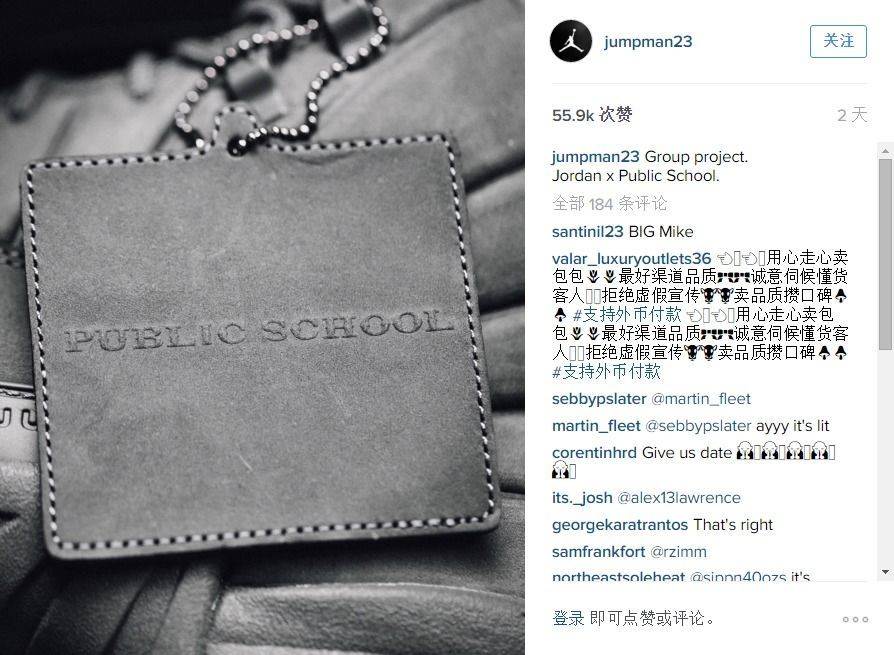 PUBLIC SCHOOL
jumpman23
关注
55.9k 次赞
2 天
jumpman23 Group project.
Jordan x Public School.
全部 184 条评论
santinil23 BIG Mike
valar_luxuryoutlets36 用心走心卖
包包🌷🌷最好渠道品质👓👓诚意伺候懂货
客人拒绝虚假宣传卖品质攒口碑
#支持外币付款 用心走心卖包
包🌷🌷最好渠道品质👓👓诚意伺候懂货客
人拒绝虚假宣传卖品质攒口碑
#支持外币付款
sebbypslater @martin_fleet
martin_fleet @sebbypslater ayyy it's lit
corentinhrd Give us date
its._josh @alex13lawrence
georgekaratrantos That's right
samfrankfort @rzimm
northeastsoleheat @sippn40ozs it's
登录 即可点赞或评论。